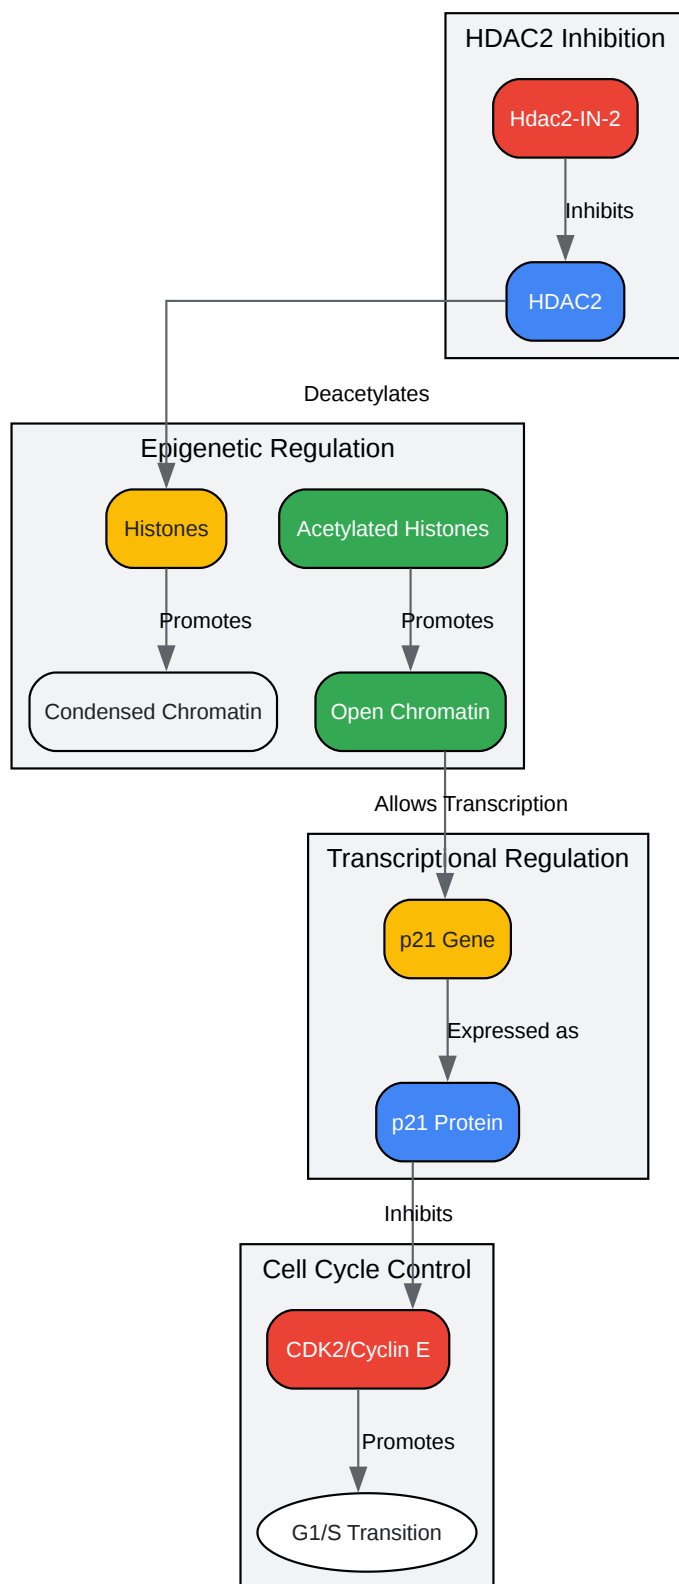 HDAC2 Inhibition
Hdac2-IN-2
Inhibits
HDAC2
Deacetylates
Epigenetic Regulation
Histones
Acetylated Histones
Promotes
Promotes
Condensed Chromatin
Open Chromatin
Allows Transcription
Transcriptional Regulation
p21 Gene
Expressed as
p21 Protein
Inhibits
Cell Cycle Control
CDK2/Cyclin E
Promotes
G1/S Transition